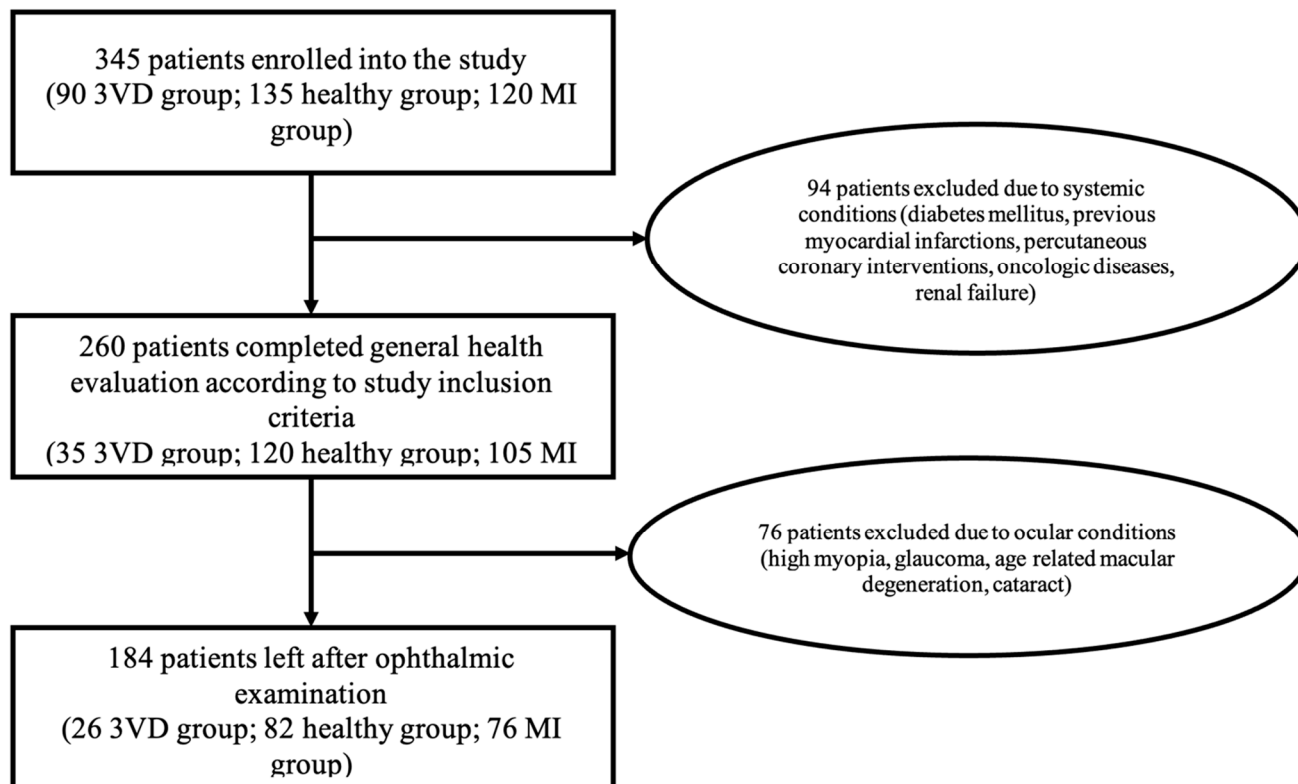 345 patients enrolled into the study
(90 3VD group; 135 healthy group; 120 MI
group)
94 patients excluded due to systemic
conditions (diabetes mellitus, previous
myocardial infarctions, percutaneous
coronary interventions, oncologic diseases,
renal failure)
260 patients completed general health
evaluation according to study inclusion
criteria
(35 3VD group; 120 healthy group; 105 MI
76 patients excluded due to ocular conditions
(high myopia, glaucoma, age related macular
degeneration, cataract)
184 patients left after ophthalmic
examination
(26 3VD group; 82 healthy group; 76 MI
group)